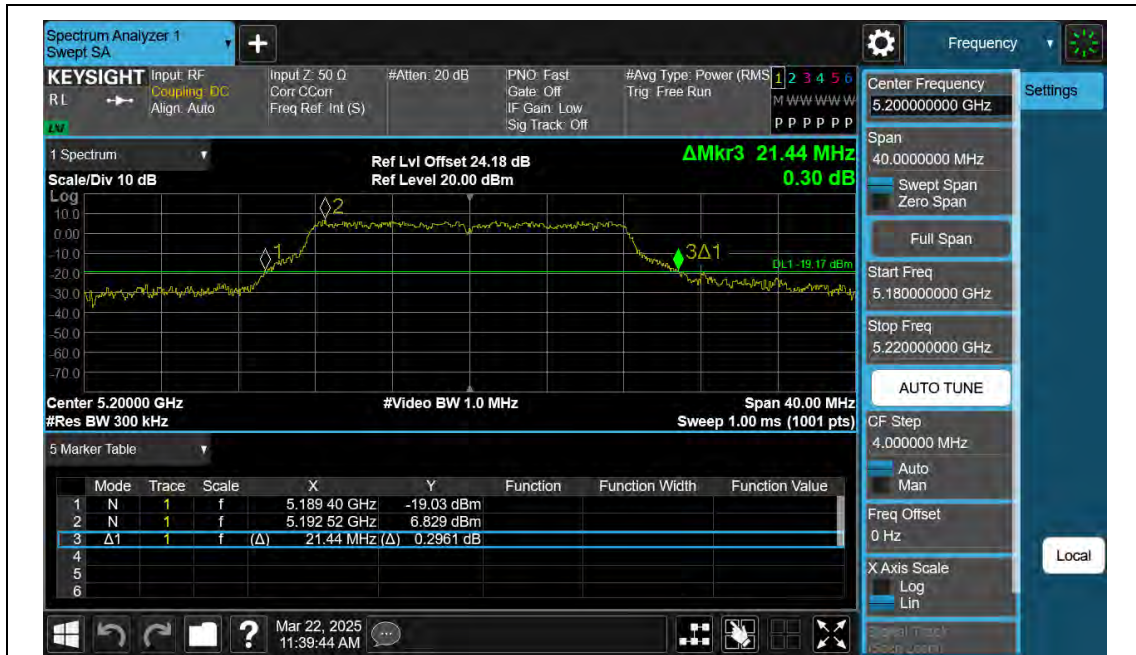 Spectrum Analyzer 1
Swept SA
Frequency
KEYSIGHT
RL
LXI
Input: RF
Coupling: DC
Align: Auto
Input Z: 50 Ω
Corr CCorr
Freq Ref: Int (S)
#Atten: 20 dB
PNO: Fast
Gate: Off
IF Gain: Low
Sig Track: Off
#Avg Type: Power (RMS
Trig: Free Run
1 2 3 4 5 6
M W W W W W
P P P P P P
Center Frequency
5.200000000 GHz
Settings
Span
40.0000000 MHz
Swept Span
Zero Span
Full Span
Start Freq
5.180000000 GHz
Stop Freq
5.220000000 GHz
AUTO TUNE
CF Step
4.000000 MHz
Auto
Man
Freq Offset
0 Hz
X Axis Scale
Log
Lin
Signal Track
(Span Zoom)
Local
1 Spectrum
Scale/Div 10 dB
Ref Lvl Offset 24.18 dB
Ref Level 20.00 dBm
ΔMkr3 21.44 MHz
0.30 dB
Log
10.0
0.00
-10.0
-20.0
-30.0
-40.0
-50.0
-60.0
-70.0
2
1
3Δ1
DL1 -19.17 dBm
Center 5.20000 GHz
#Video BW 1.0 MHz
Span 40.00 MHz
#Res BW 300 kHz
Sweep 1.00 ms (1001 pts)
5 Marker Table
Mode Trace Scale X Y Function Function Width Function Value
1 N 1 f 5.189 40 GHz -19.03 dBm
2 N 1 f 5.192 52 GHz 6.829 dBm
3 Δ1 1 f (Δ) 21.44 MHz (Δ) 0.2961 dB
4
5
6
?
Mar 22, 2025
11:39:44 AM